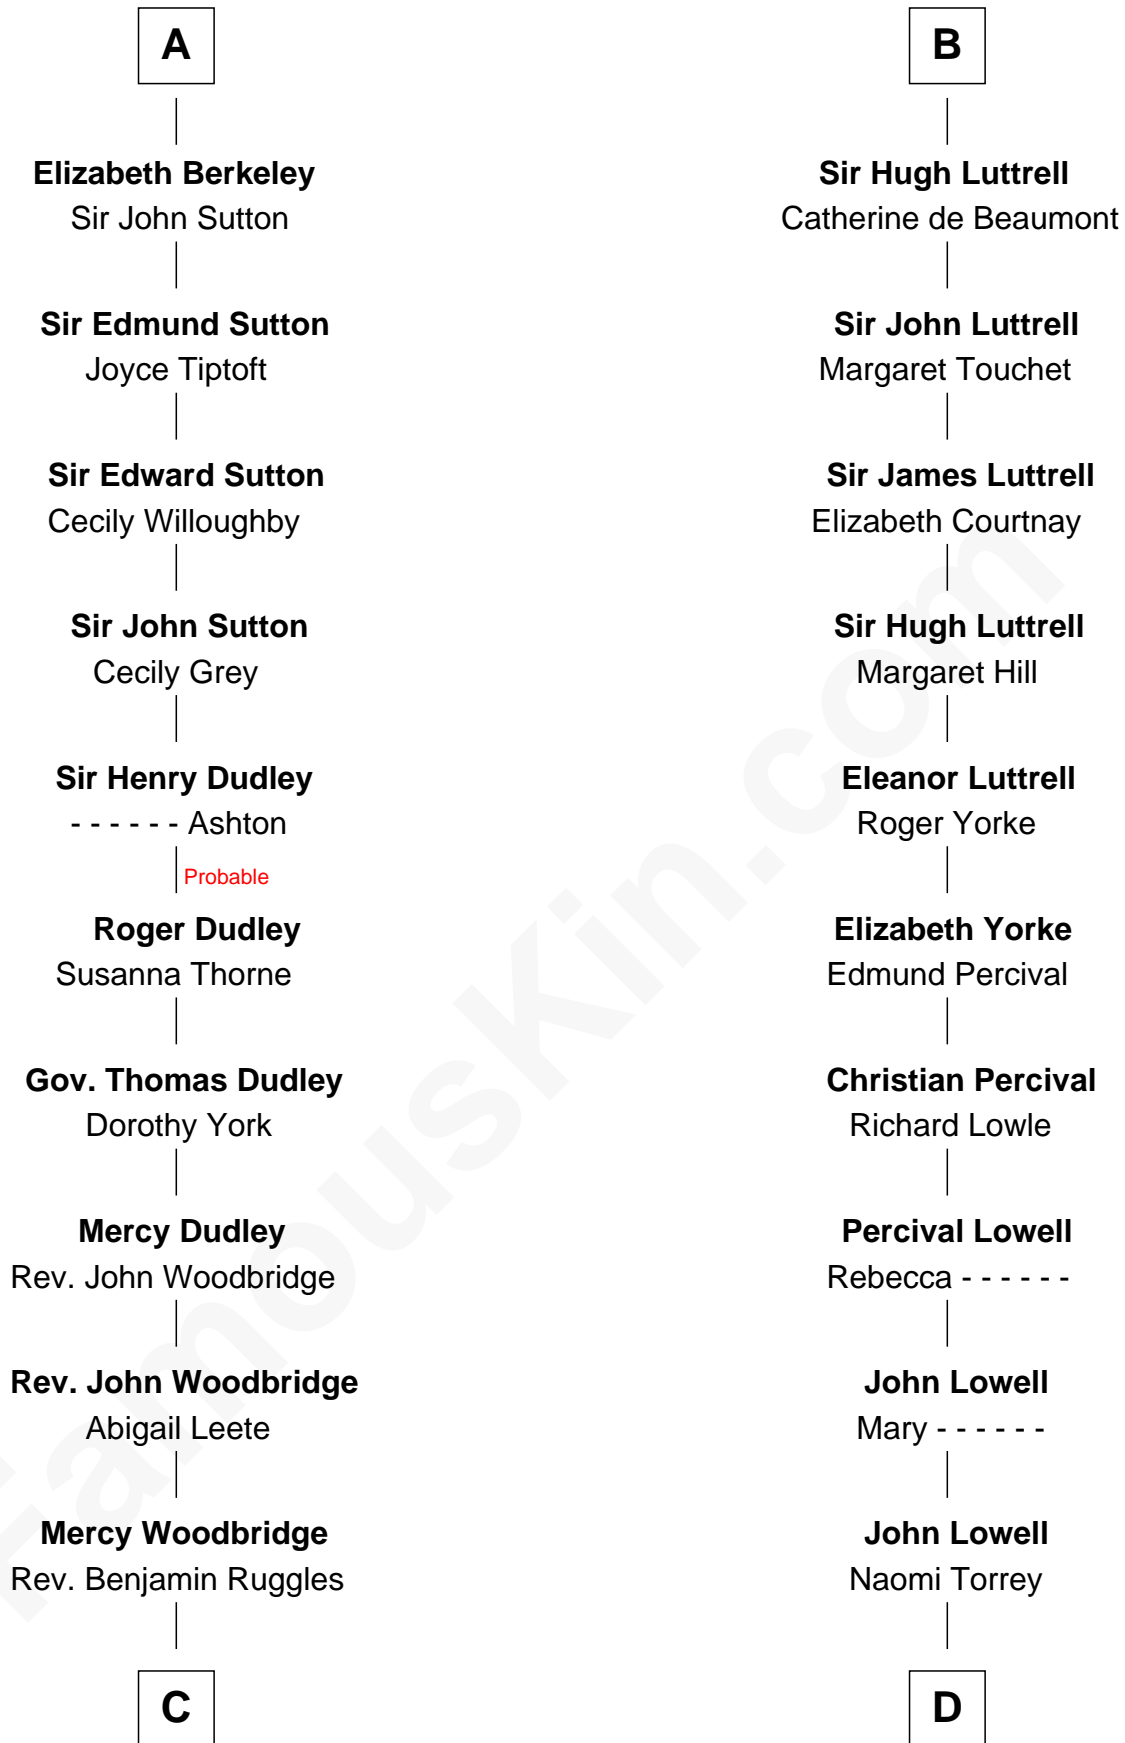 A
Elizabeth Berkeley
Sir John Sutton
Sir Edmund Sutton
Joyce Tiptoft
Sir Edward Sutton
Cecily Willoughby
Sir John Sutton
Cecily Grey
Sir Henry Dudley
- - - - - - Ashton
Probable
Roger Dudley
Susanna Thorne
Gov. Thomas Dudley
Dorothy York
Mercy Dudley
Rev. John Woodbridge
Rev. John Woodbridge
Abigail Leete
Mercy Woodbridge
Rev. Benjamin Ruggles
C
B
Sir Hugh Luttrell
Catherine de Beaumont
Sir John Luttrell
Margaret Touchet
Sir James Luttrell
Elizabeth Courtnay
Sir Hugh Luttrell
Margaret Hill
Eleanor Luttrell
Roger Yorke
Elizabeth Yorke
Edmund Percival
Christian Percival
Richard Lowle
Percival Lowell
Rebecca - - - - - -
John Lowell
Mary - - - - - -
John Lowell
Naomi Torrey
D
FamousKin.com